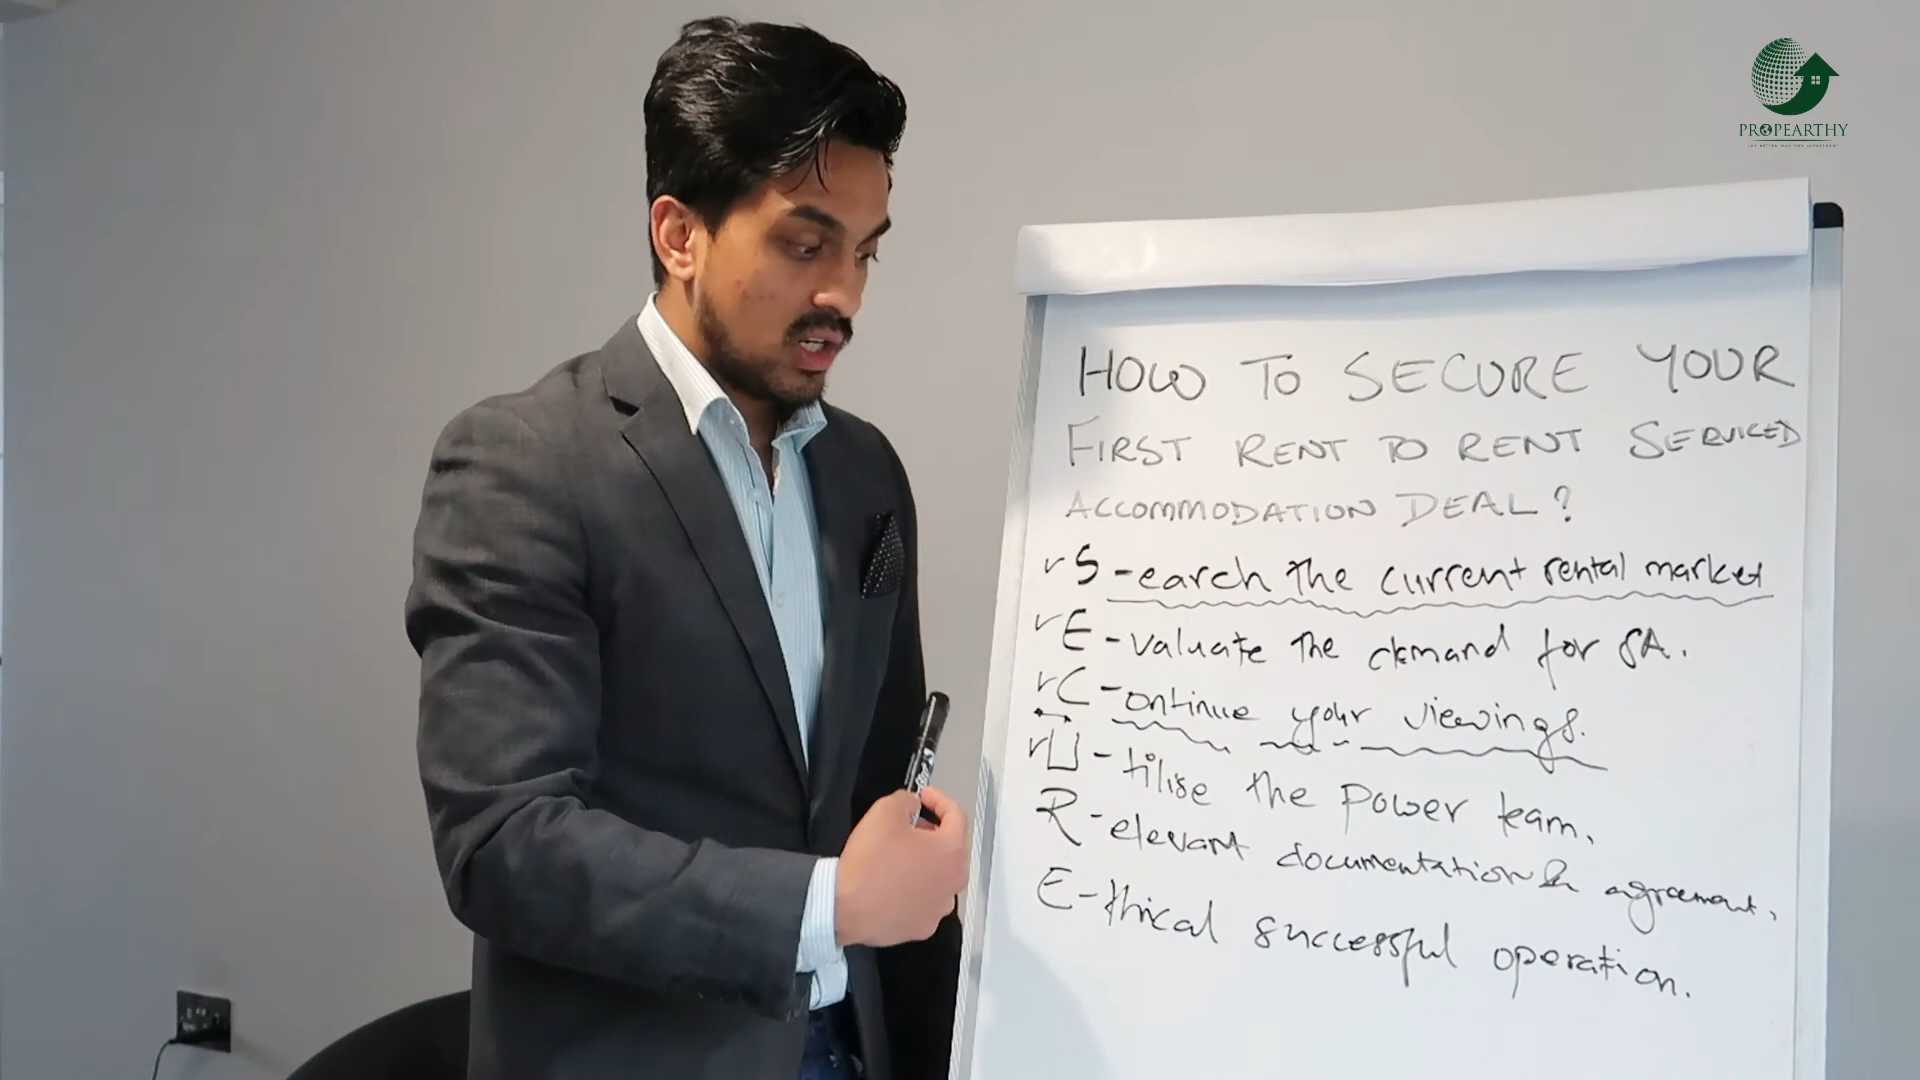 PROPEARTHY
HOW TO SECURE YOUR
FIRST RENT TO RENT SERVICED
ACCOMMODATION DEAL?
S-earch the current rental market
E-valuate the demand for SA.
C-ontinue your viewings.
U-tilise the Power team.
R-elevant documentation & agreement.
E-thical successful operation.